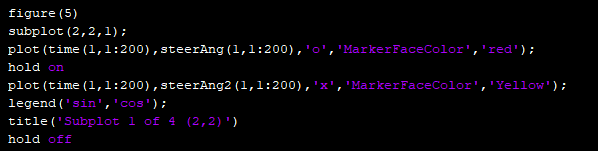 figure(5)
subplot(2,2,1);
plot(time(1,1:200),steerAng(1,1:200),'o','MarkerFaceColor','red');
hold on
plot(time(1,1:200),steerAng2(1,1:200),'x','MarkerFaceColor','Yellow');
legend('sin','cos');
title('Subplot 1 of 4 (2,2)')
hold off